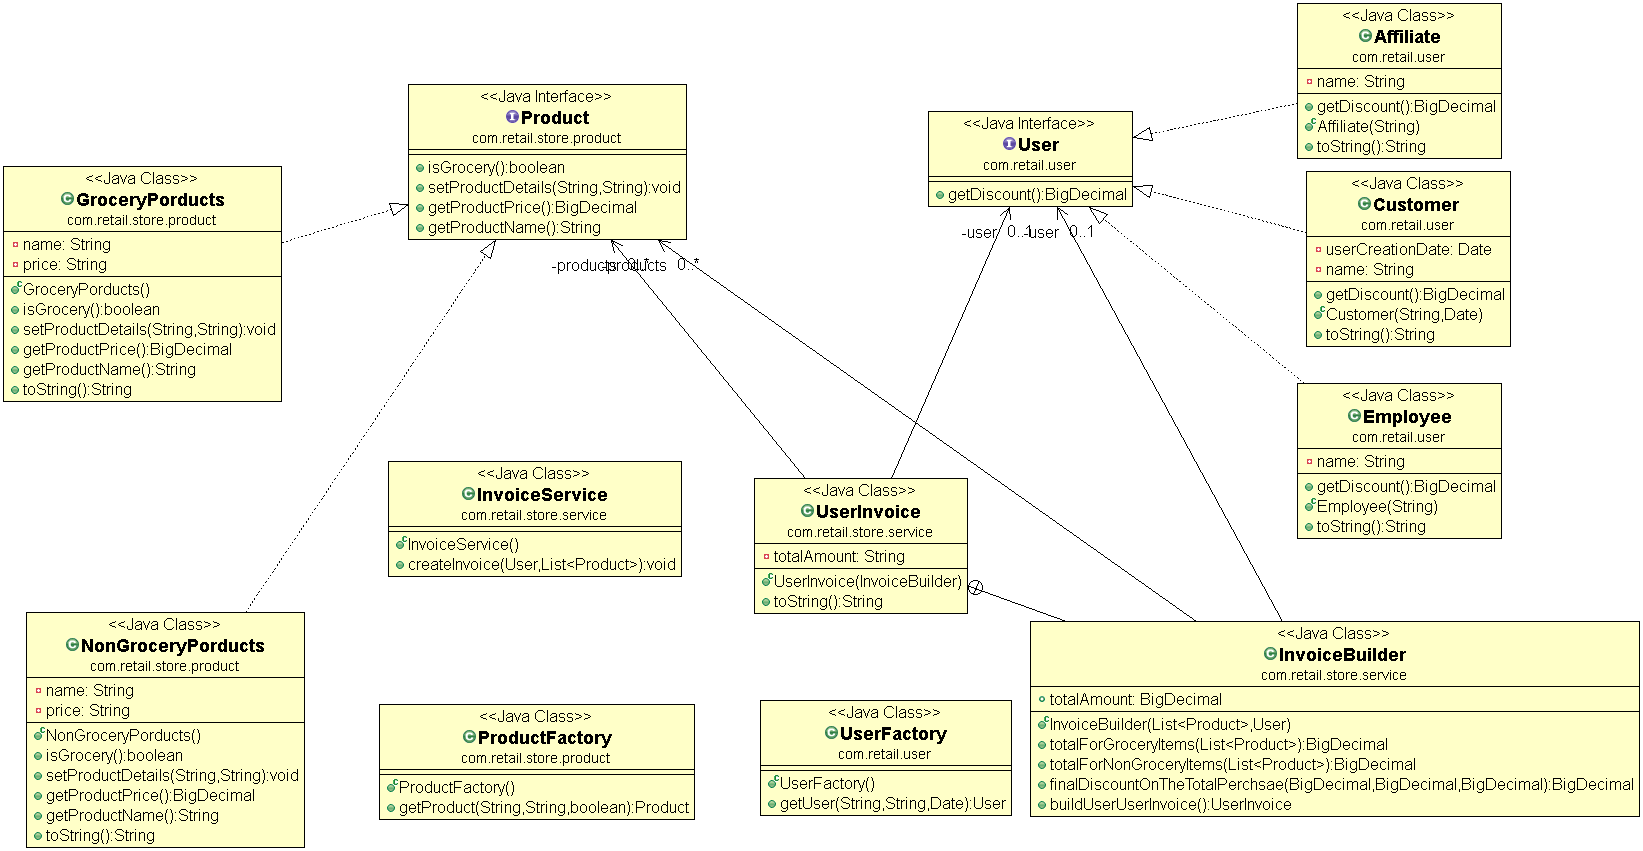 <<Java Class>>
Affiliate
com.retail.user
name: String
getDiscount():BigDecimal
Affiliate(String)
toString():String
<<Java Interface>>
Product
com.retail.store.product
isGrocery():boolean
setProductDetails(String,String):void
getProductPrice():BigDecimal
getProductName():String
<<Java Interface>>
User
com.retail.user
getDiscount():BigDecimal
<<Java Class>>
GroceryPorducts
com.retail.store.product
name: String
price: String
GroceryPorducts()
isGrocery():boolean
setProductDetails(String,String):void
getProductPrice():BigDecimal
getProductName():String
toString():String
<<Java Class>>
Customer
com.retail.user
userCreationDate: Date
name: String
getDiscount():BigDecimal
Customer(String,Date)
toString():String
-user 0..1
-user 0..1
-products 0..*
-products 0..*
<<Java Class>>
Employee
com.retail.user
name: String
getDiscount():BigDecimal
Employee(String)
toString():String
<<Java Class>>
InvoiceService
com.retail.store.service
InvoiceService()
createInvoice(User,List<Product>):void
<<Java Class>>
UserInvoice
com.retail.store.service
totalAmount: String
UserInvoice(InvoiceBuilder)
toString():String
<<Java Class>>
NonGroceryPorducts
com.retail.store.product
name: String
price: String
NonGroceryPorducts()
isGrocery():boolean
setProductDetails(String,String):void
getProductPrice():BigDecimal
getProductName():String
toString():String
<<Java Class>>
ProductFactory
com.retail.store.product
ProductFactory()
getProduct(String,String,boolean):Product
<<Java Class>>
UserFactory
com.retail.user
UserFactory()
getUser(String,String,Date):User
<<Java Class>>
InvoiceBuilder
com.retail.store.service
totalAmount: BigDecimal
InvoiceBuilder(List<Product>,User)
totalForGroceryItems(List<Product>):BigDecimal
totalForNonGroceryItems(List<Product>):BigDecimal
finalDiscountOnTheTotalPerchsae(BigDecimal,BigDecimal,BigDecimal):BigDecimal
buildUserUserInvoice():UserInvoice